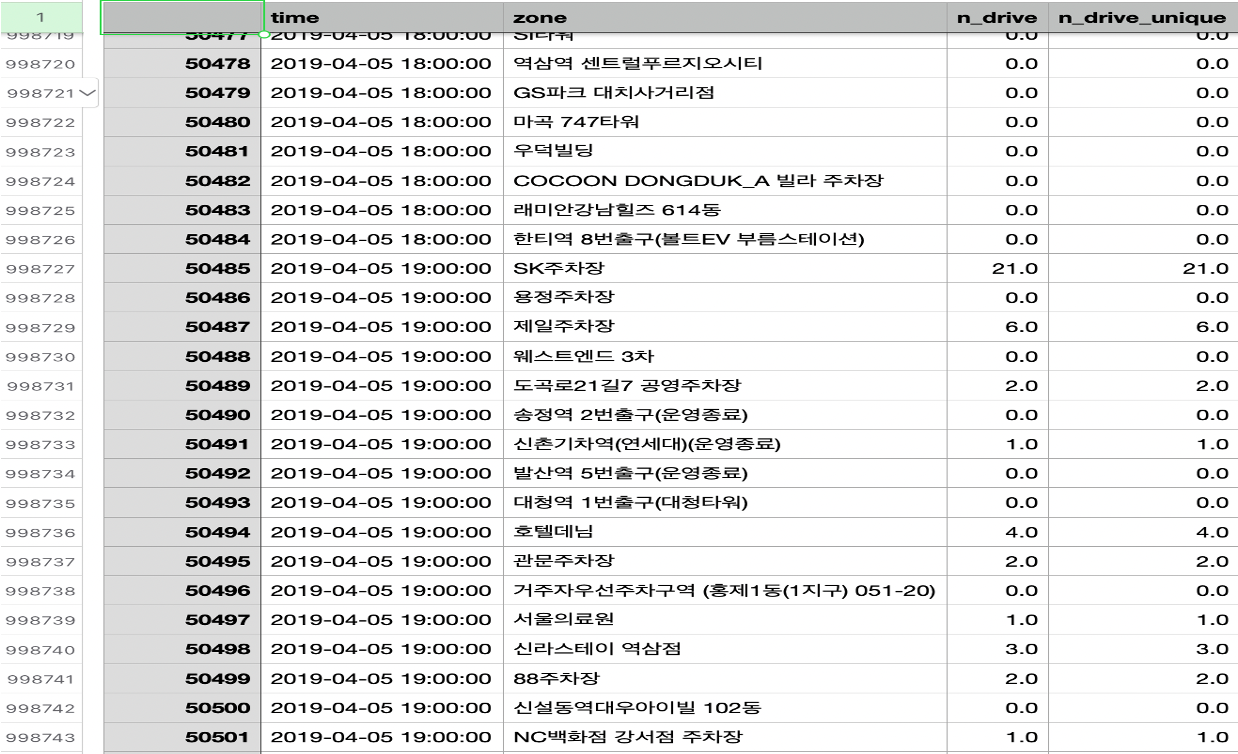 1 time zone n_drive n_drive_unique
998719 50477 2019-04-05 18:00:00 SI타워 0.0 0.0
998720 50478 2019-04-05 18:00:00 역삼역 센트럴푸르지오시티 0.0 0.0
998721 50479 2019-04-05 18:00:00 GS파크 대치사거리점 0.0 0.0
998722 50480 2019-04-05 18:00:00 마곡 747타워 0.0 0.0
998723 50481 2019-04-05 18:00:00 우덕빌딩 0.0 0.0
998724 50482 2019-04-05 18:00:00 COCOON DONGDUK_A 빌라 주차장 0.0 0.0
998725 50483 2019-04-05 18:00:00 래미안강남힐즈 614동 0.0 0.0
998726 50484 2019-04-05 18:00:00 한티역 8번출구(볼트EV 부름스테이션) 0.0 0.0
998727 50485 2019-04-05 19:00:00 SK주차장 21.0 21.0
998728 50486 2019-04-05 19:00:00 용정주차장 0.0 0.0
998729 50487 2019-04-05 19:00:00 제일주차장 6.0 6.0
998730 50488 2019-04-05 19:00:00 웨스트엔드 3차 0.0 0.0
998731 50489 2019-04-05 19:00:00 도곡로21길7 공영주차장 2.0 2.0
998732 50490 2019-04-05 19:00:00 송정역 2번출구(운영종료) 0.0 0.0
998733 50491 2019-04-05 19:00:00 신촌기차역(연세대)(운영종료) 1.0 1.0
998734 50492 2019-04-05 19:00:00 발산역 5번출구(운영종료) 0.0 0.0
998735 50493 2019-04-05 19:00:00 대청역 1번출구(대청타워) 0.0 0.0
998736 50494 2019-04-05 19:00:00 호텔데님 4.0 4.0
998737 50495 2019-04-05 19:00:00 관문주차장 2.0 2.0
998738 50496 2019-04-05 19:00:00 거주자우선주차구역 (홍제1동(1지구) 051-20) 0.0 0.0
998739 50497 2019-04-05 19:00:00 서울의료원 1.0 1.0
998740 50498 2019-04-05 19:00:00 신라스테이 역삼점 3.0 3.0
998741 50499 2019-04-05 19:00:00 88주차장 2.0 2.0
998742 50500 2019-04-05 19:00:00 신설동역대우아이빌 102동 0.0 0.0
998743 50501 2019-04-05 19:00:00 NC백화점 강서점 주차장 1.0 1.0